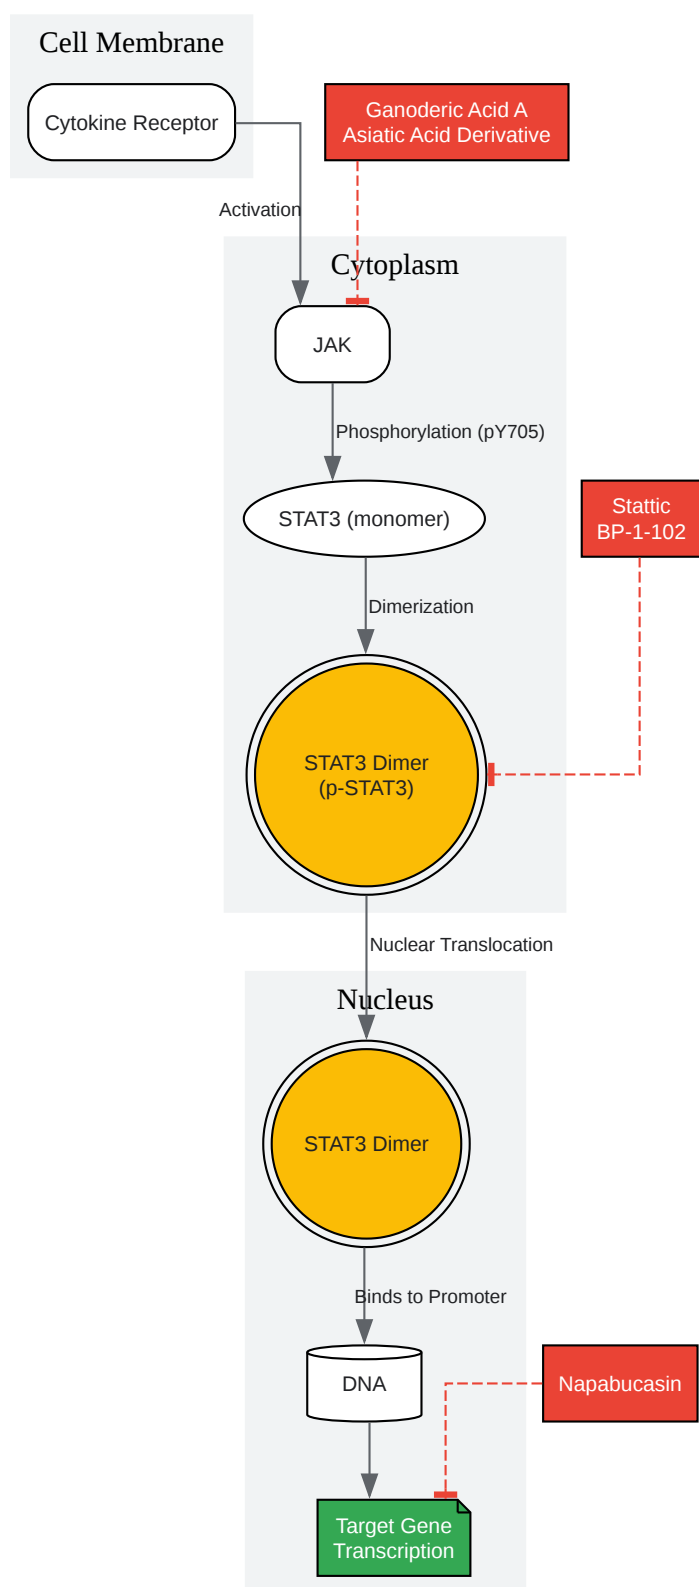 Cell Membrane
Cytokine Receptor
Ganoderic Acid A
Asiatic Acid Derivative
Activation
Cytoplasm
JAK
Phosphorylation (pY705)
STAT3 (monomer)
Stattic
BP-1-102
Dimerization
STAT3 Dimer
(p-STAT3)
Nuclear Translocation
Nucleus
STAT3 Dimer
Binds to Promoter
DNA
Napabucasin
Target Gene
Transcription